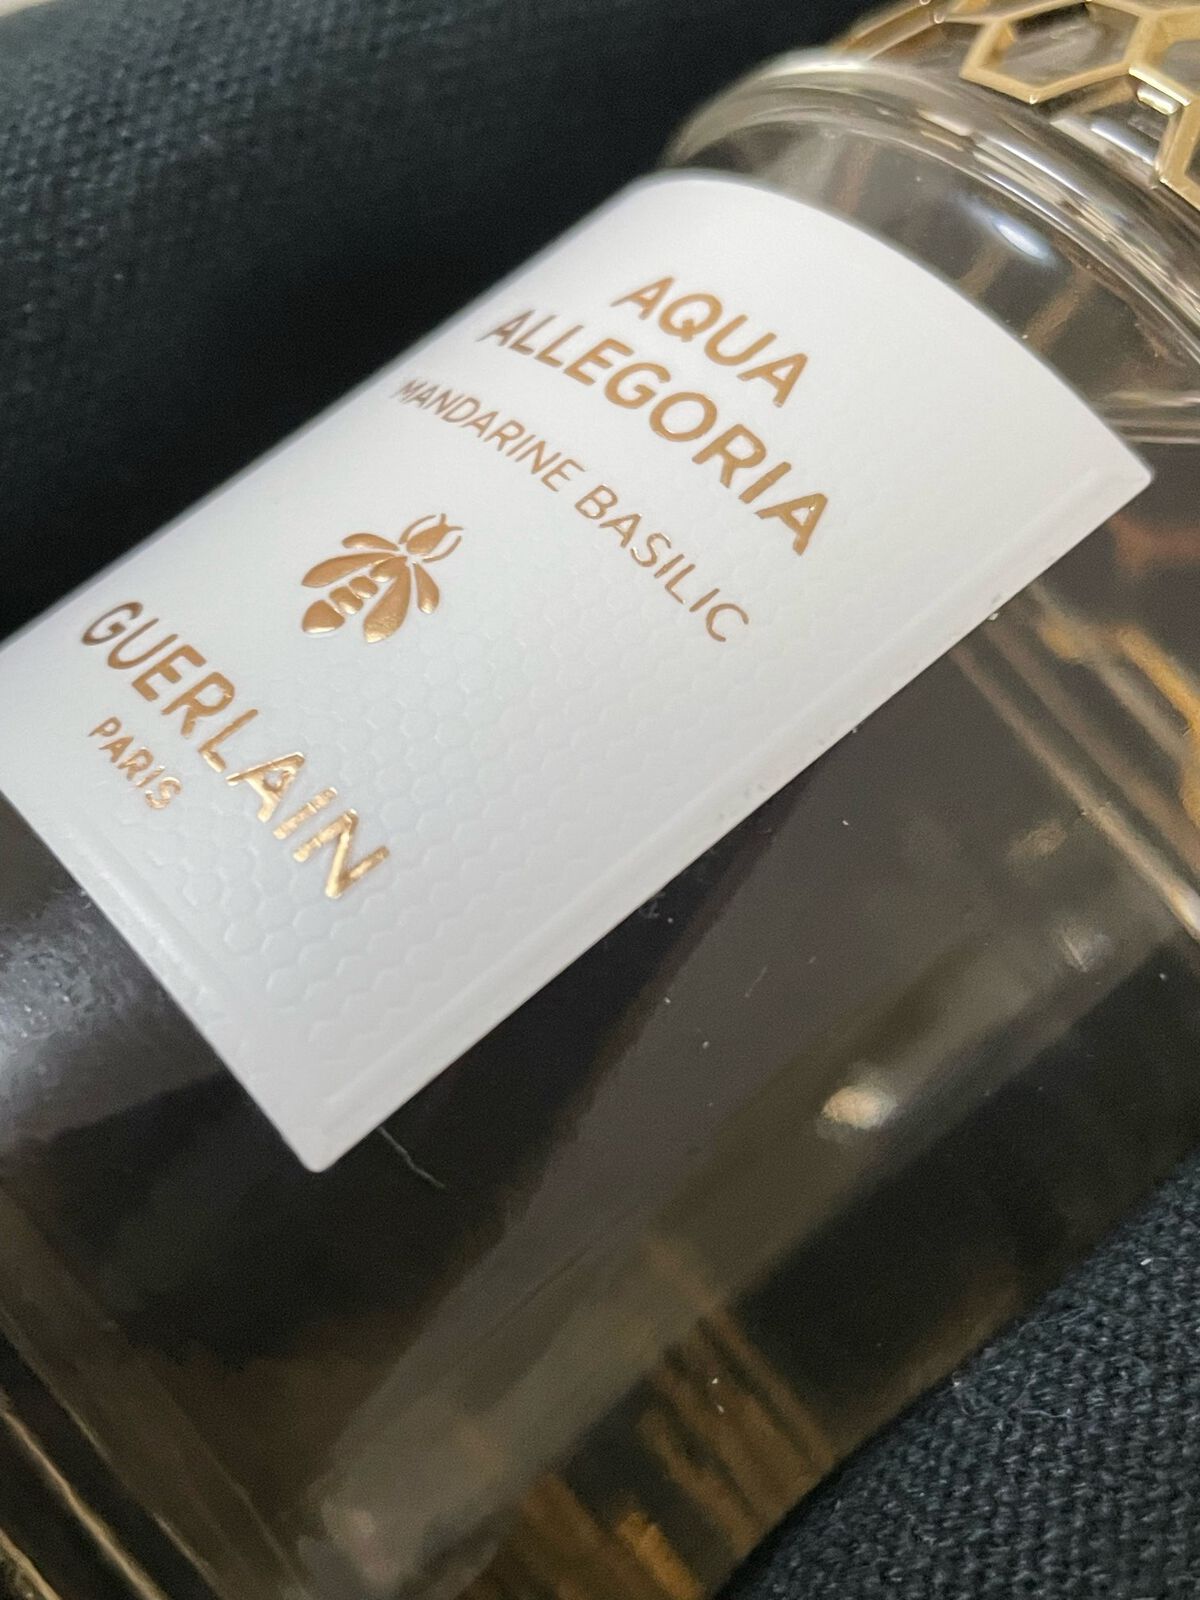 AQUA
ALLEGORIA
MANDARINE BASILIC
GUERLAIN
PARIS